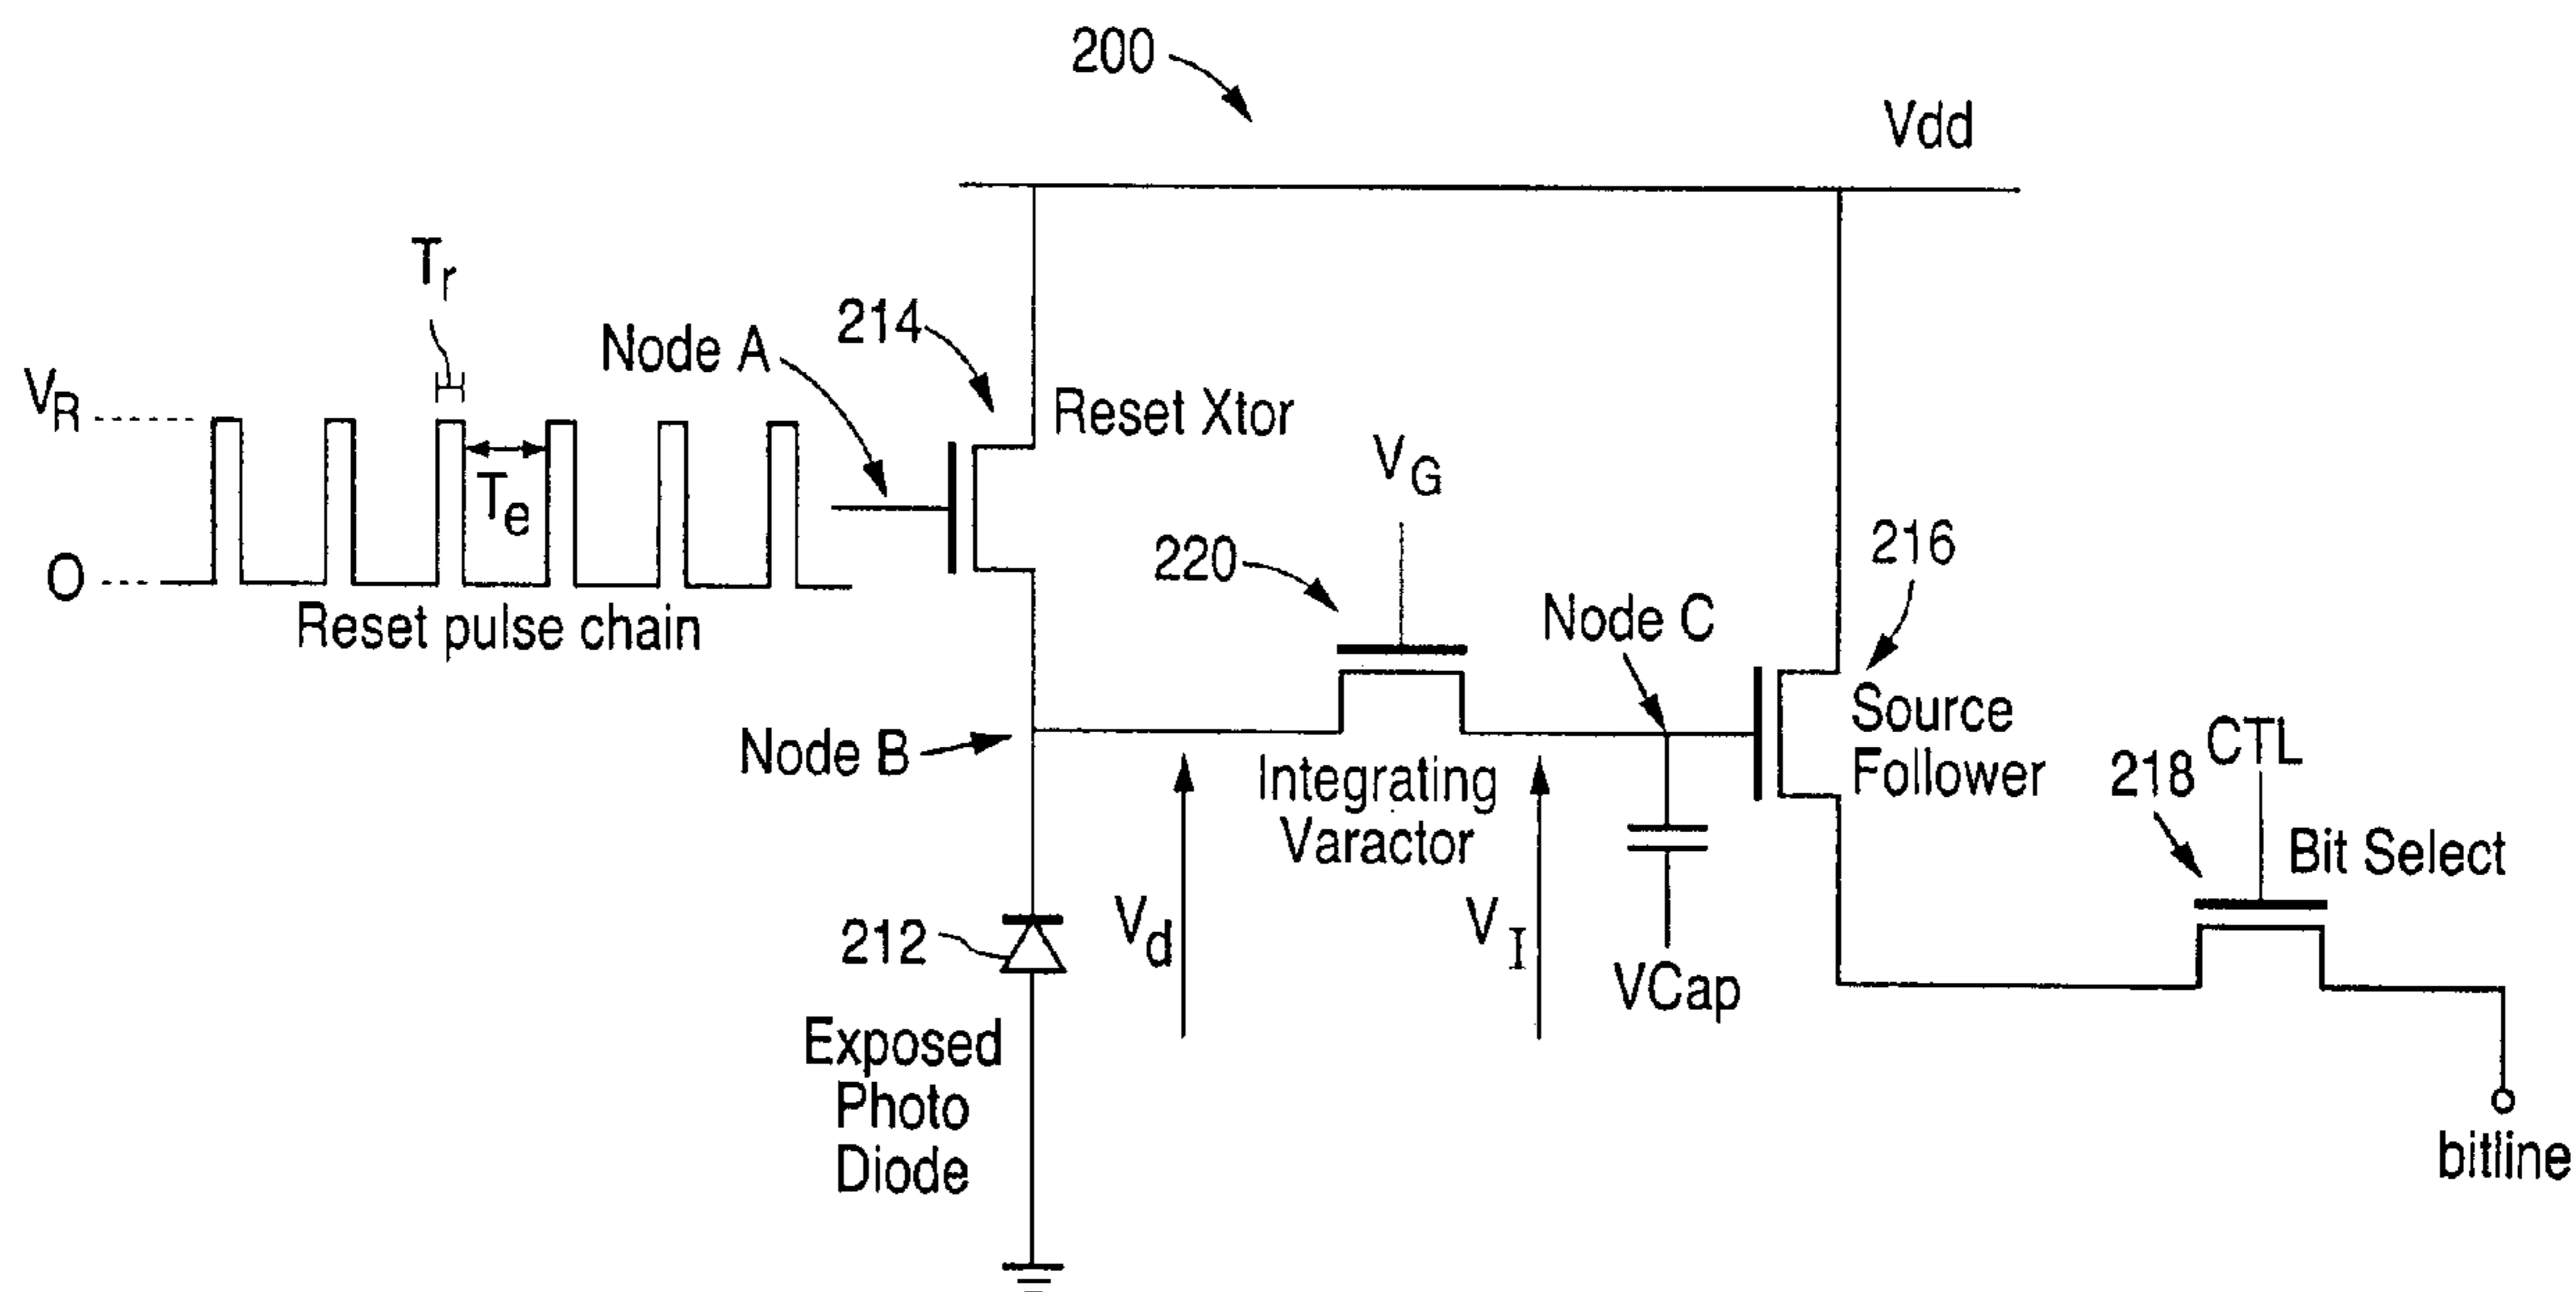 200
Vdd
Tr
214
Node A
VR
Reset Xtor
VG
Te
220
216
O
Node C
Reset pulse chain
Source
Follower
CTL
Node B
218
Integrating
Varactor
Bit Select
212
Vd
VI
VCap
Exposed
Photo
Diode
bitline